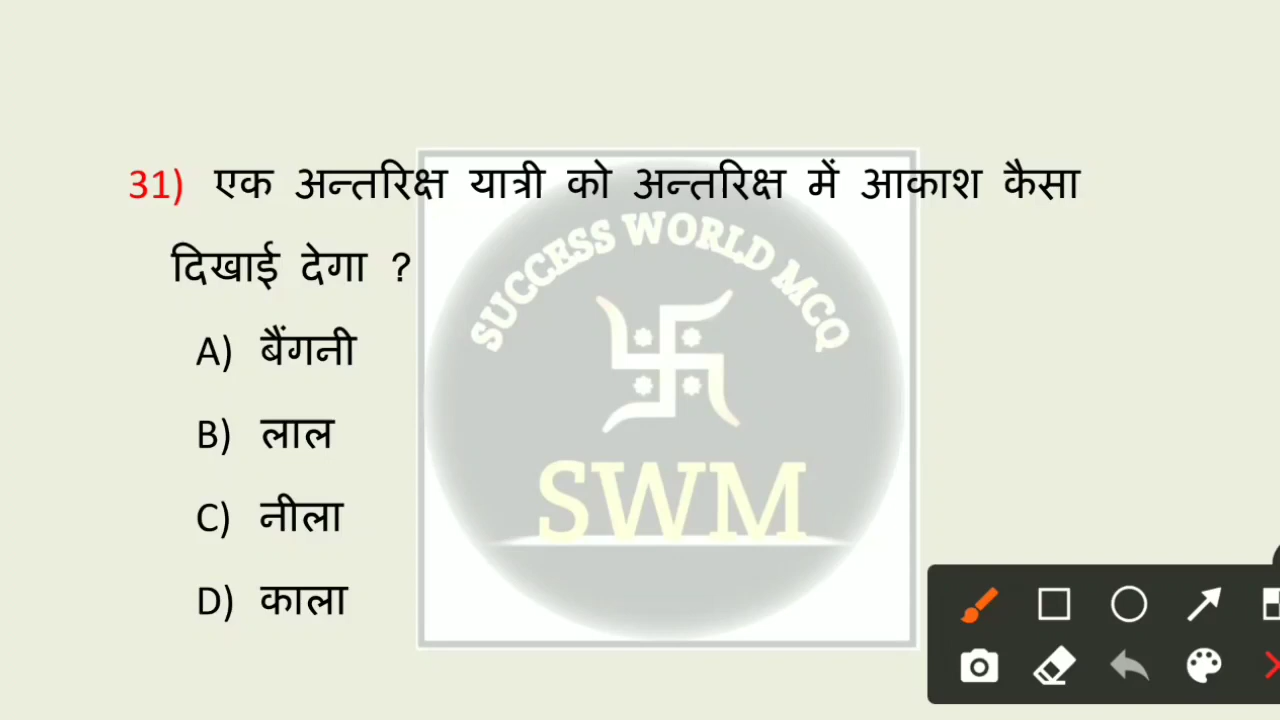 31) एक अन्तरिक्ष यात्री को अन्तरिक्ष में आकाश कैसा
दिखाई देगा ?
A) बैंगनी
B) लाल
C) नीला
D) काला
SUCCESS WORLD MCQ
SWM